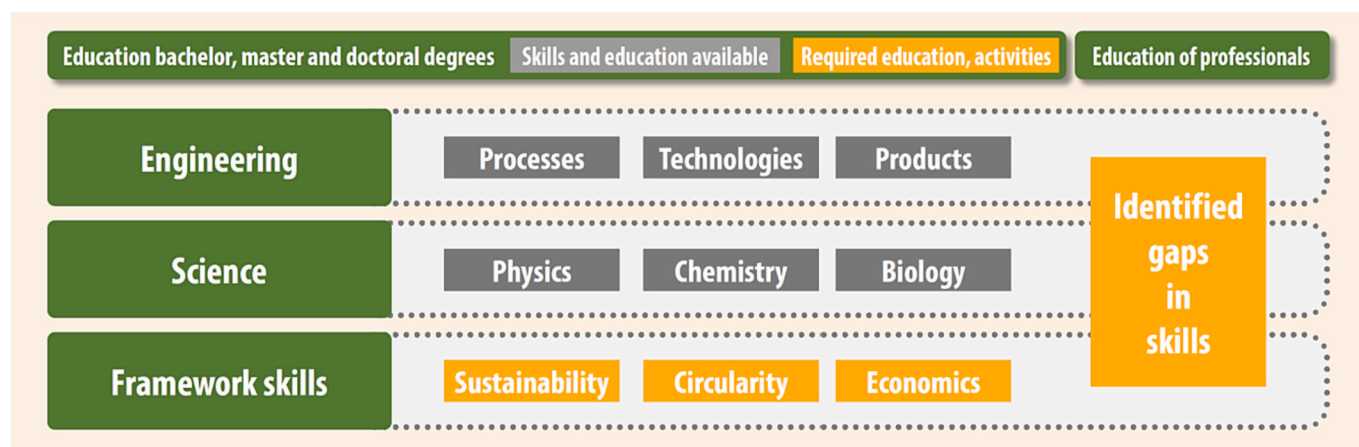 Education bachelor, master and doctoral degrees Skills and education available Required education, activities Education of professionals
Engineering Processes Technologies Products
Science Physics Chemistry Biology
Framework skills Sustainability Circularity Economics
Identified
gaps
in
skills